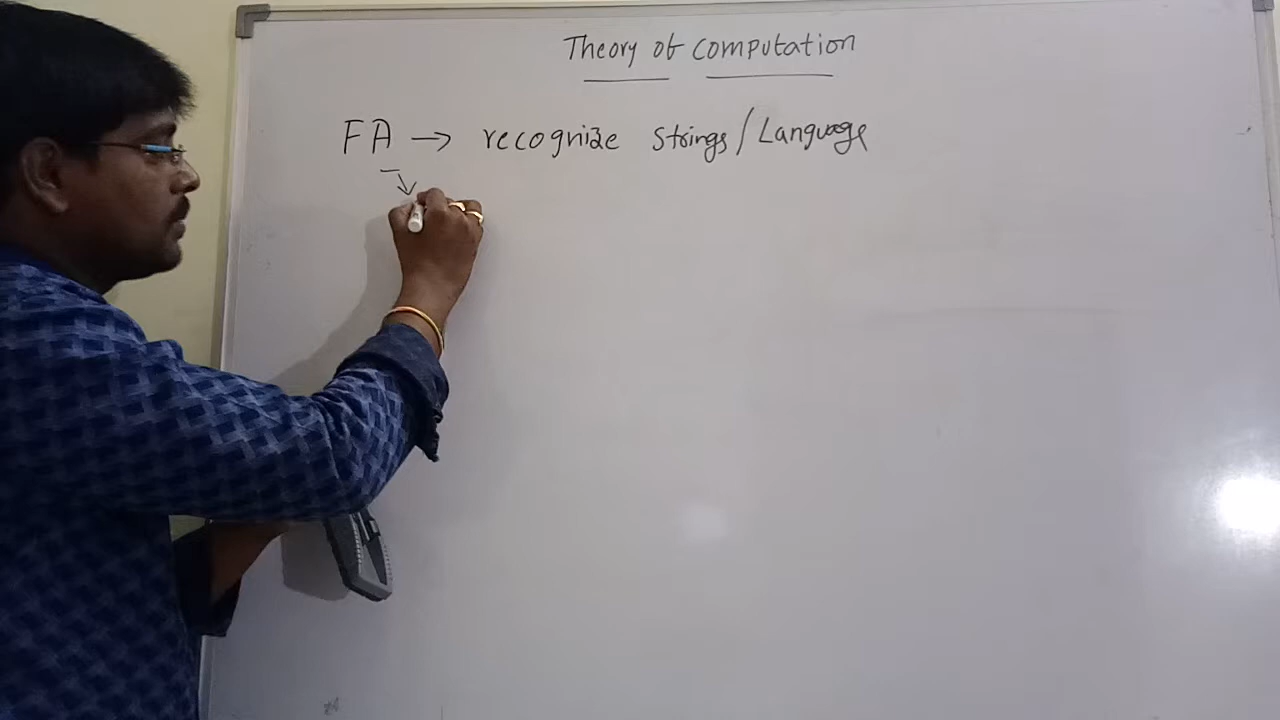 Theory of Computation
FA → recognize Strings/Language